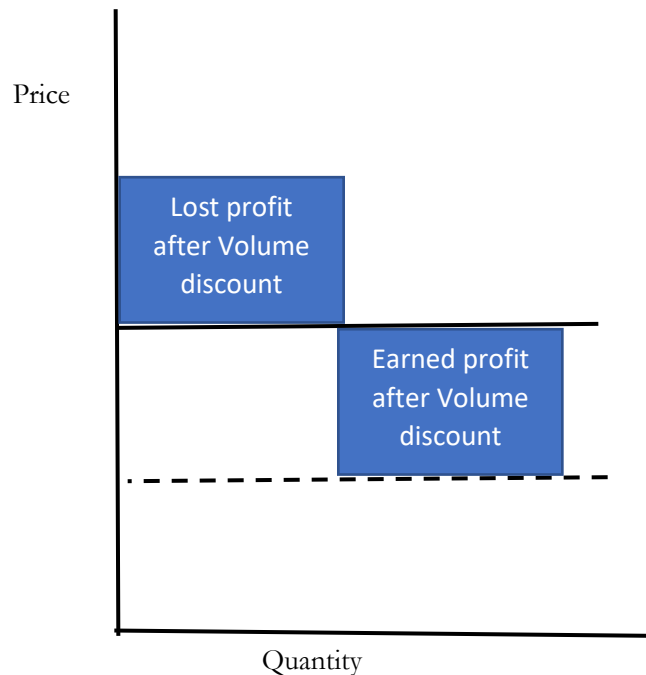 Price
Lost profit
after Volume
discount
Earned profit
after Volume
discount
Quantity